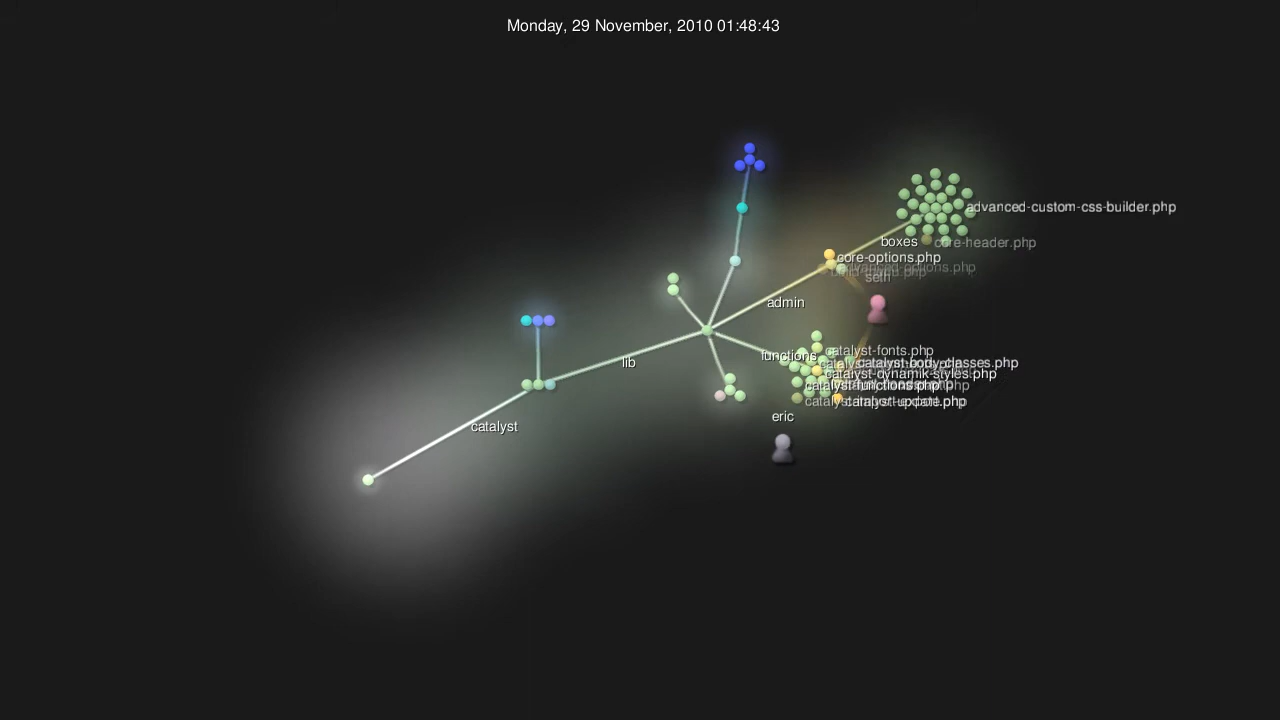 Monday, 29 November, 2010 01:48:43
advanced-custom-css-builder.php
boxes
core-header.php
core-options.php
seth
admin
catalyst-fonts.php
functions
lib
catalyst-body-classes.php
catalyst-dynamik-styles.php
catalyst-functions.php
catalyst-update.php
eric
catalyst